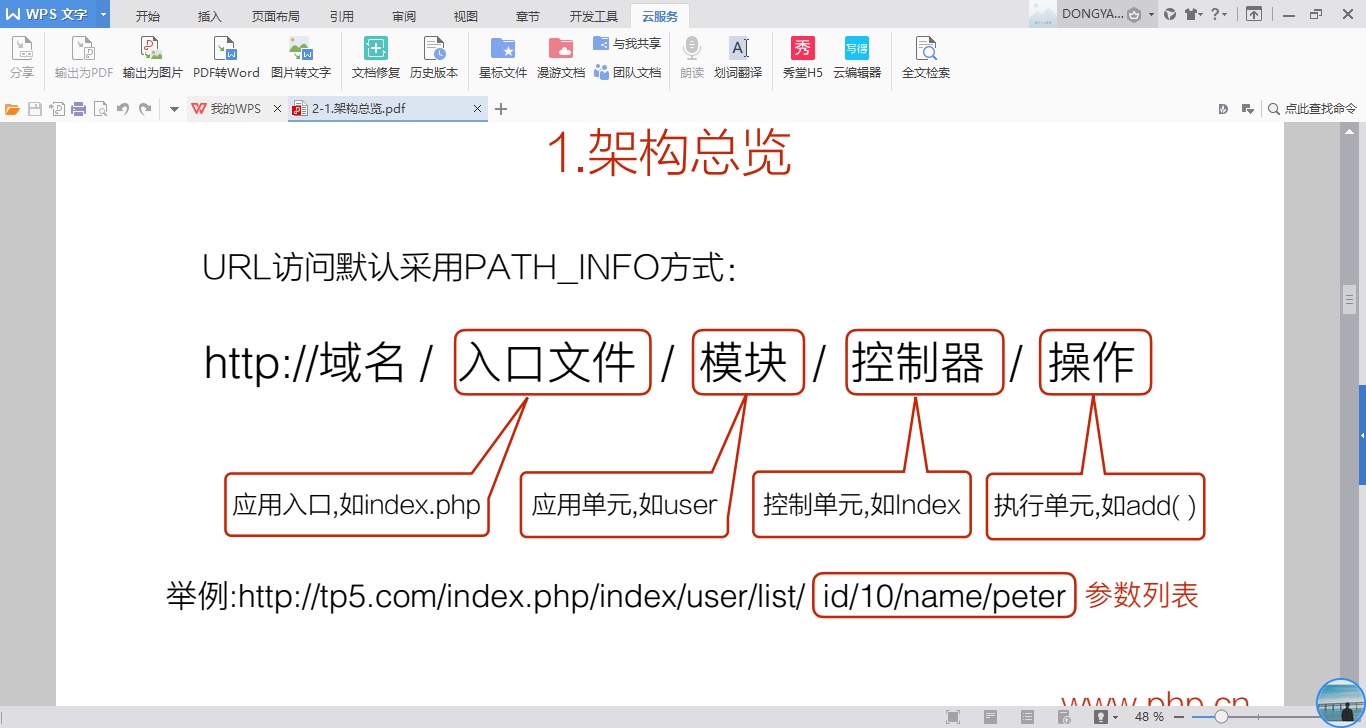 WPS 文字 开始 插入 页面布局 引用 审阅 视图 章节 开发工具 云服务 DONGYA...
分享 输出为PDF 输出为图片 PDF转Word 图片转文字 文档修复 历史版本 星标文件 漫游文档 与我共享 团队文档 朗读 划词翻译 秀堂H5 云编辑器 全文检索
我的WPS 2-1.架构总览.pdf 点此查找命令
1.架构总览
URL访问默认采用PATH_INFO方式:
http://域名 / 入口文件 / 模块 / 控制器 / 操作
应用入口,如index.php 应用单元,如user 控制单元,如Index 执行单元,如add( )
举例:http://tp5.com/index.php/index/user/list/ id/10/name/peter 参数列表
www.php.cn
48 %